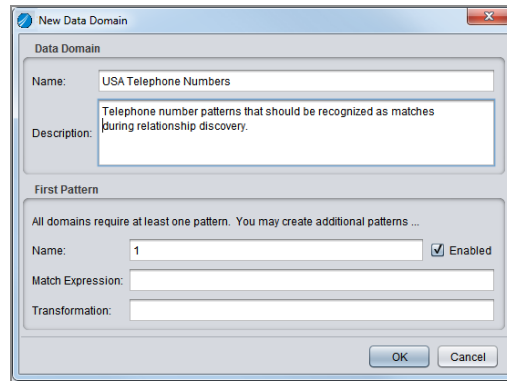 New Data Domain
Data Domain
Name: USA Telephone Numbers
Telephone number patterns that should be recognized as matches
Description: during relationship discovery.
First Pattern
All domains require at least one pattern. You may create additional patterns ...
Name: 1 Enabled
Match Expression:
Transformation:
OK Cancel